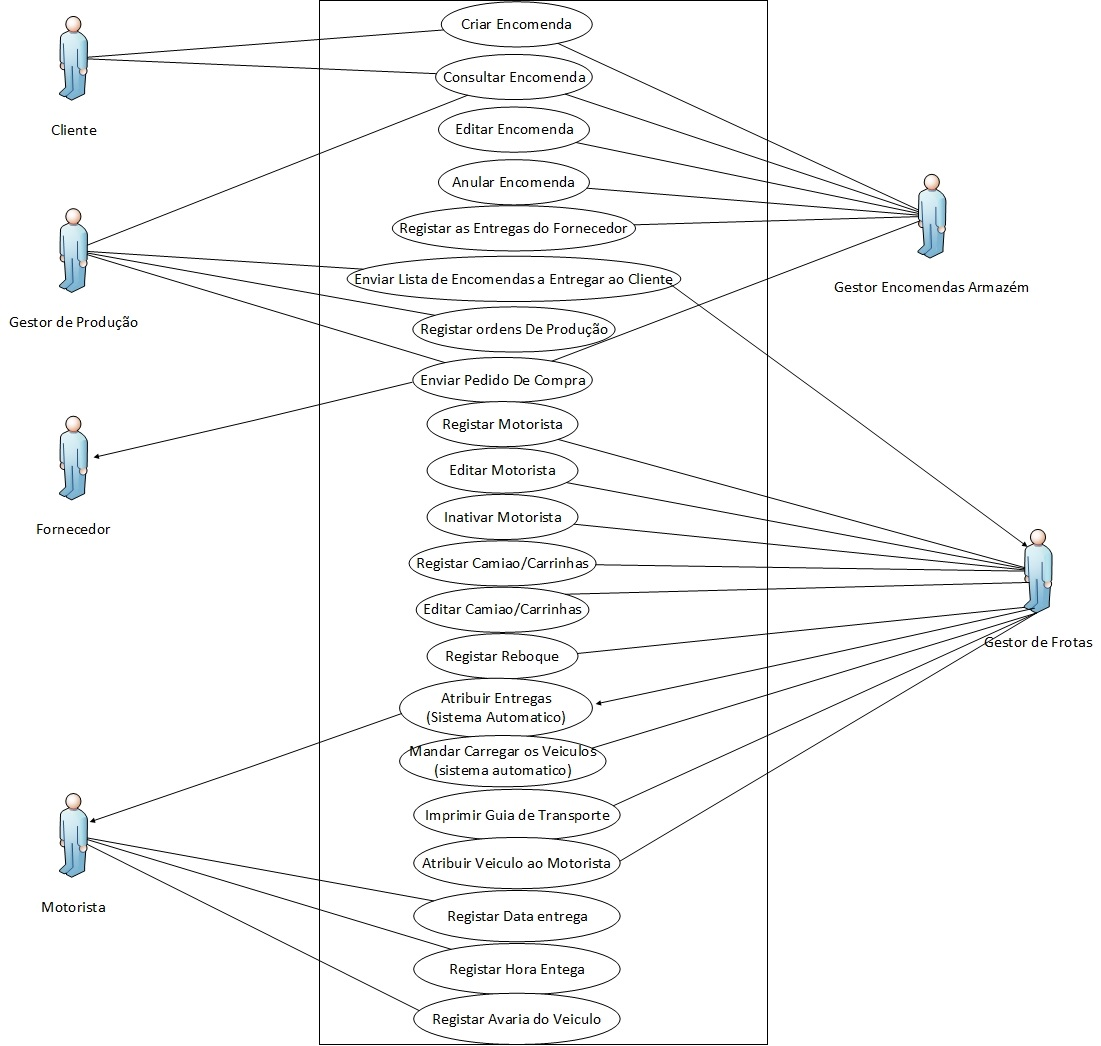 Criar Encomenda
Cliente
Consultar Encomenda
Editar Encomenda
Anular Encomenda
Registar as Entregas do Fornecedor
Enviar Lista de Encomendas a Entregar ao Cliente
Gestor Encomendas Armazém
Gestor de Produção
Registar ordens De Produção
Enviar Pedido De Compra
Registar Motorista
Editar Motorista
Inativar Motorista
Fornecedor
Registar Camiao/Carrinhas
Editar Camiao/Carrinhas
Gestor de Frotas
Registar Reboque
Atribuir Entregas
(Sistema Automatico)
Mandar Carregar os Veiculos
(sistema automatico)
Imprimir Guia de Transporte
Atribuir Veiculo ao Motorista
Motorista
Registar Data entrega
Registar Hora Entega
Registar Avaria do Veiculo